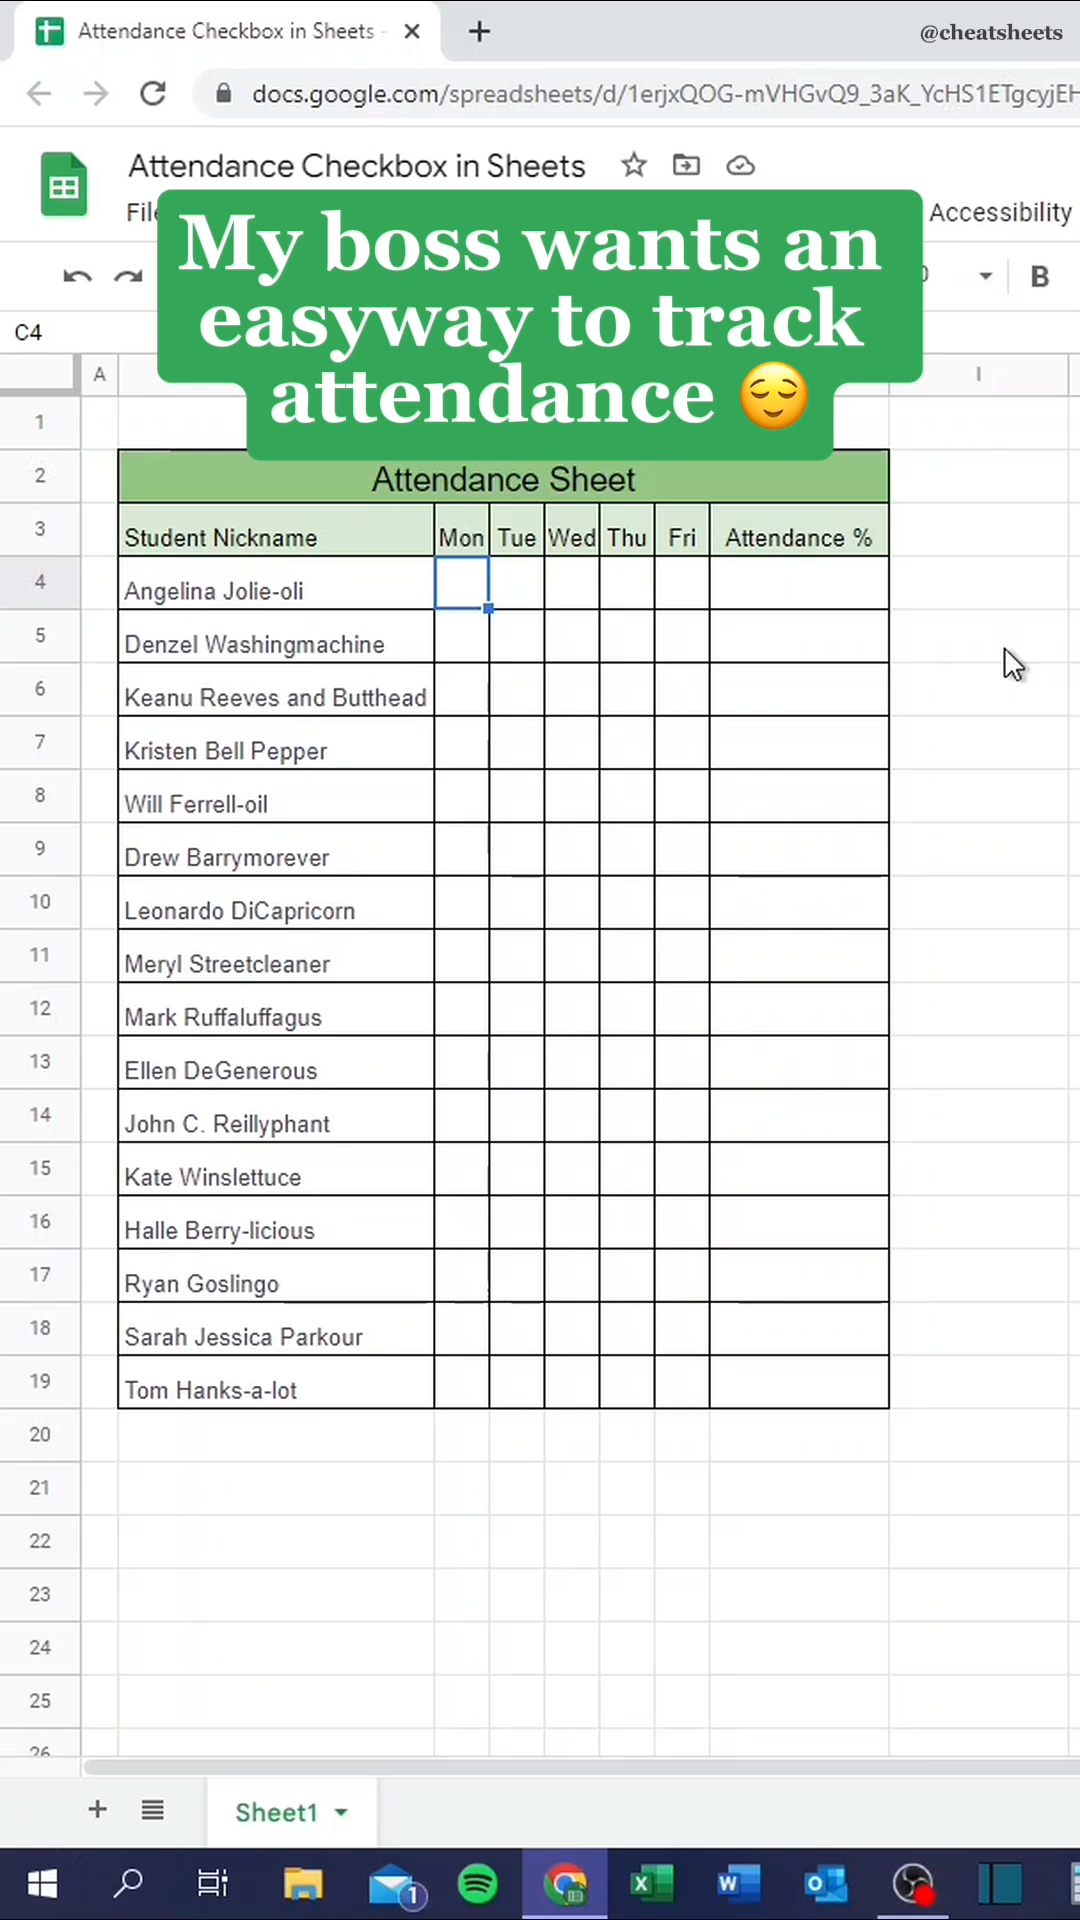 Attendance Checkbox in Sheets -
@cheatsheets
docs.google.com/spreadsheets/d/1erjxQOG-mVHGvQ9_3aK_YcHS1ETgcyjEH
Attendance Checkbox in Sheets
File
Accessibility
My boss wants an
easyway to track
attendance 😌
B
C4
A
I
1
2 Attendance Sheet
3 Student Nickname Mon Tue Wed Thu Fri Attendance %
4 Angelina Jolie-oli
5 Denzel Washingmachine
6 Keanu Reeves and Butthead
7 Kristen Bell Pepper
8 Will Ferrell-oil
9 Drew Barrymorever
10 Leonardo DiCapricorn
11 Meryl Streetcleaner
12 Mark Ruffaluffagus
13 Ellen DeGenerous
14 John C. Reillyphant
15 Kate Winslettuce
16 Halle Berry-licious
17 Ryan Goslingo
18 Sarah Jessica Parkour
19 Tom Hanks-a-lot
20
21
22
23
24
25
26
Sheet1
1